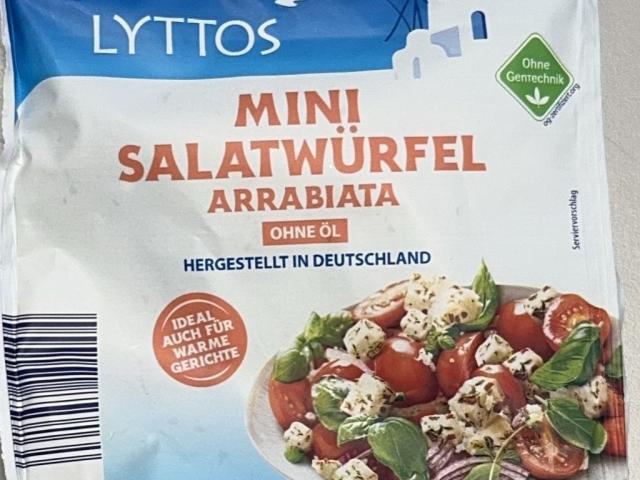 LYTTOS
Ohne
GenTechnik
MINI
SALATWÜRFEL
ARRABIATA
OHNE ÖL
HERGESTELLT IN DEUTSCHLAND
Serviervorschlag
IDEAL
AUCH FÜR
WARME
GERICHTE